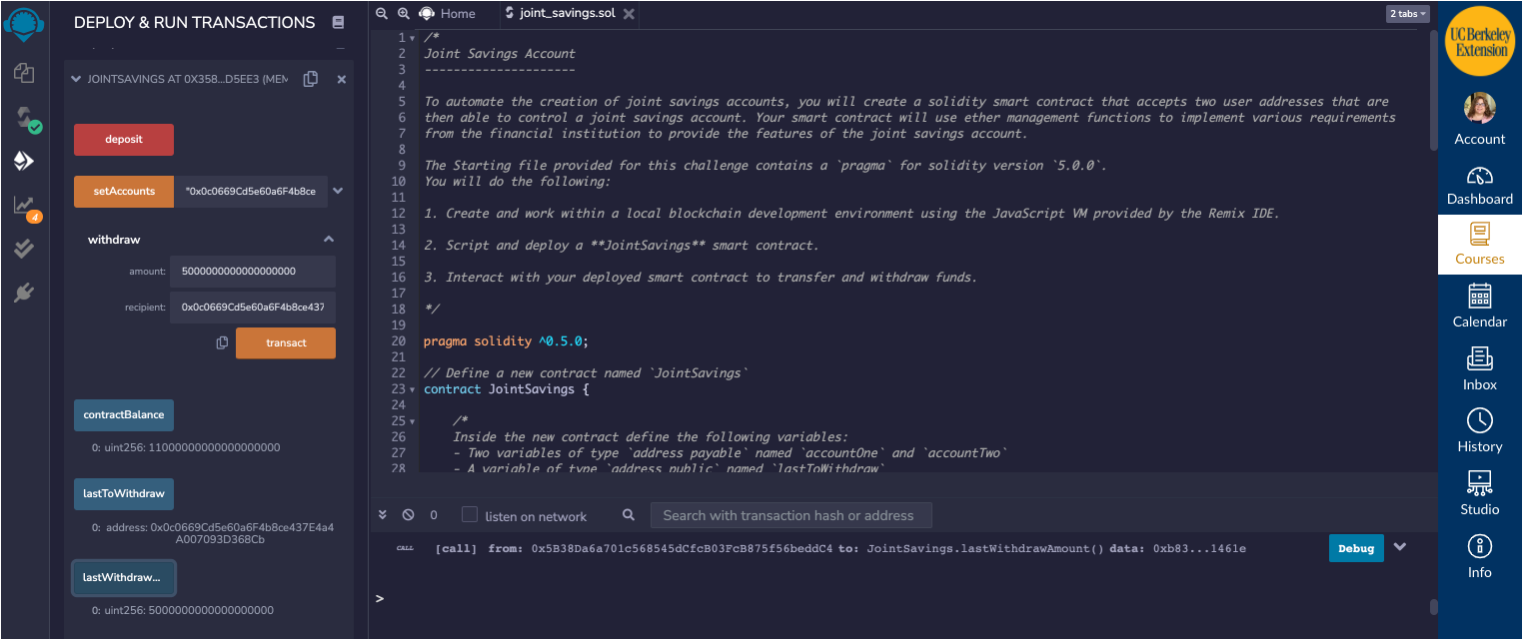 DEPLOY & RUN TRANSACTIONS
JOINTSAVINGS AT 0X358...D5EE3 (MEM
deposit
setAccounts "0x0c0669Cd5e60a6F4b8ce
withdraw
amount: 5000000000000000000
recipient: 0x0c0669Cd5e60a6F4b8ce437
transact
contractBalance
0: uint256: 11000000000000000000
lastToWithdraw
0: address: 0x0c0669Cd5e60a6F4b8ce437E4a4
A007093D368Cb
lastWithdraw...
0: uint256: 5000000000000000000
4
Home joint_savings.sol
2 tabs
1 /*
2 Joint Savings Account
3 ---------------------
4
5 To automate the creation of joint savings accounts, you will create a solidity smart contract that accepts two user addresses that are
6 then able to control a joint savings account. Your smart contract will use ether management functions to implement various requirements
7 from the financial institution to provide the features of the joint savings account.
8
9 The Starting file provided for this challenge contains a `pragma` for solidity version `5.0.0`.
10 You will do the following:
11
12 1. Create and work within a local blockchain development environment using the JavaScript VM provided by the Remix IDE.
13
14 2. Script and deploy a **JointSavings** smart contract.
15
16 3. Interact with your deployed smart contract to transfer and withdraw funds.
17
18 */
19
20 pragma solidity ^0.5.0;
21
22 // Define a new contract named `JointSavings`
23 contract JointSavings {
24
25 /*
26 Inside the new contract define the following variables:
27 - Two variables of type `address payable` named `accountOne` and `accountTwo`
28 - A variable of type `address public` named `lastToWithdraw`
0 listen on network Search with transaction hash or address
CALL [call] from: 0x5B38Da6a701c568545dCfcB03FcB875f56beddC4 to: JointSavings.lastWithdrawAmount() data: 0xb83...1461e Debug
>
UC Berkeley
Extension
Account
Dashboard
Courses
Calendar
Inbox
History
Studio
Info